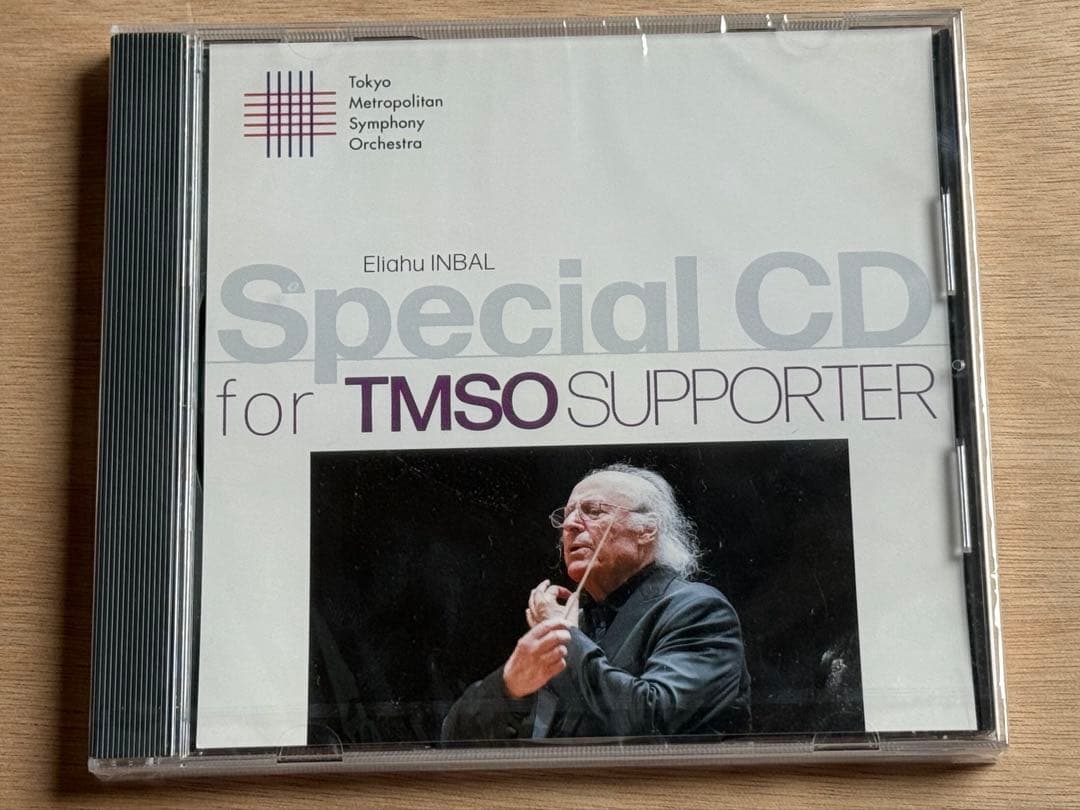 Tokyo
Metropolitan
Symphony
Orchestra
Eliahu INBAL
Special CD
for TMSO SUPPORTER